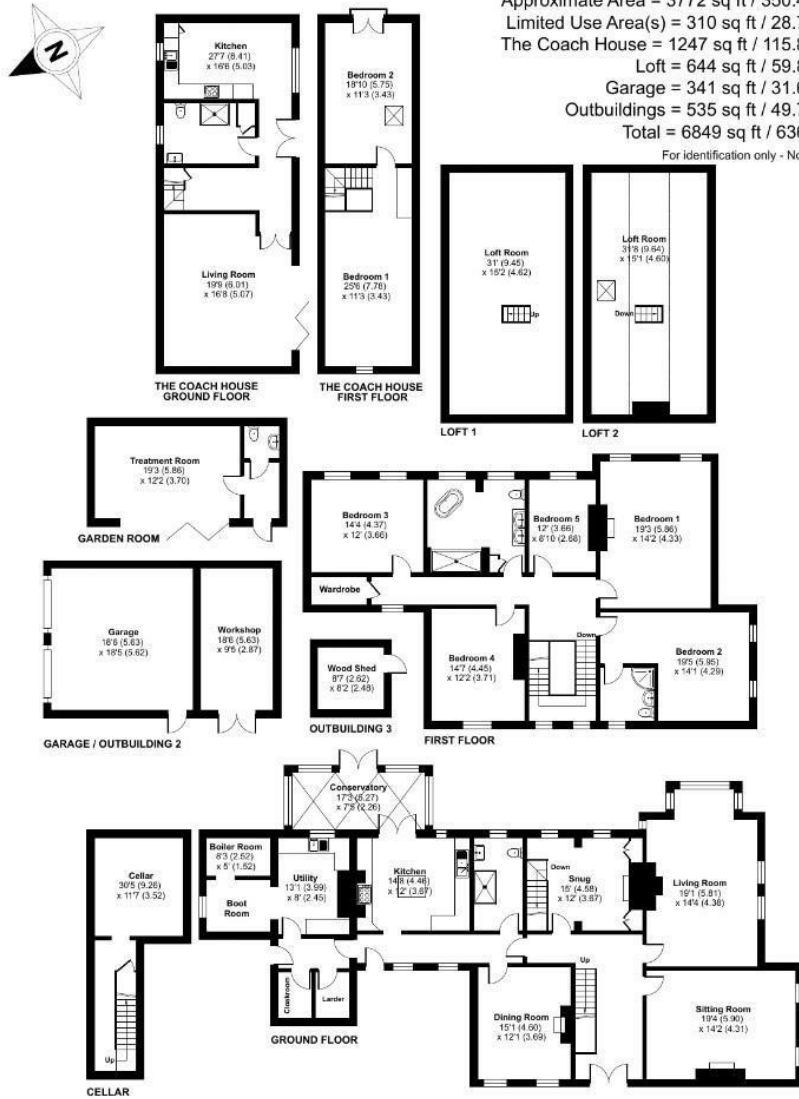 Approximate Area = 3772 sq ft / 350.4
Limited Use Area(s) = 310 sq ft / 28.
The Coach House = 1247 sq ft / 115.8
Loft = 644 sq ft / 59.8
Garage = 341 sq ft / 31.6
Outbuildings = 535 sq ft / 49.
Total = 6849 sq ft / 636
For identification only - No
N
Kitchen
27'7 (8.41)
x 16'6 (5.03)
Bedroom 2
18'10 (5.75)
x 11'3 (3.43)
Living Room
19'9 (6.01)
x 16'8 (5.07)
Bedroom 1
25'6 (7.78)
x 11'3 (3.43)
THE COACH HOUSE
GROUND FLOOR
THE COACH HOUSE
FIRST FLOOR
Loft Room
31' (9.45)
x 15'2 (4.62)
Up
LOFT 1
Loft Room
31'8 (9.64)
x 15'1 (4.60)
Down
LOFT 2
Treatment Room
19'3 (5.86)
x 12'2 (3.70)
GARDEN ROOM
Bedroom 3
14'4 (4.37)
x 12' (3.66)
Bedroom 5
12' (3.66)
x 8'10 (2.68)
Bedroom 1
19'3 (5.86)
x 14'2 (4.33)
Wardrobe
Bedroom 4
14'7 (4.45)
x 12'2 (3.71)
Down
Bedroom 2
19'5 (5.95)
x 14'1 (4.29)
FIRST FLOOR
Garage
18'6 (5.63)
x 18'5 (5.62)
Workshop
18'6 (5.63)
x 9'5 (2.87)
GARAGE / OUTBUILDING 2
Wood Shed
8'7 (2.62)
x 8'2 (2.48)
OUTBUILDING 3
Conservatory
17'3 (5.27)
x 7'5 (2.26)
Boiler Room
8'3 (2.52)
x 5' (1.52)
Utility
13'1 (3.99)
x 8' (2.45)
Boot
Room
Kitchen
14'8 (4.46)
x 12' (3.67)
Down
Snug
15' (4.58)
x 12' (3.67)
Living Room
19'1 (5.81)
x 14'4 (4.38)
Cloakroom
Larder
Dining Room
15'1 (4.60)
x 12'1 (3.69)
Up
Sitting Room
19'4 (5.90)
x 14'2 (4.31)
GROUND FLOOR
Cellar
30'5 (9.26)
x 11'7 (3.52)
Up
CELLAR